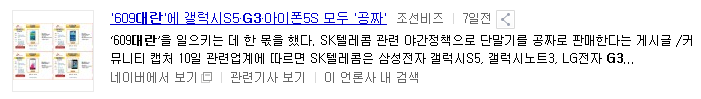 '609대란'에 갤럭시S5·G3·아이폰5S 모두 '공짜' 조선비즈 | 7일전
'609대란'을 일으키는 데 한 몫을 했다. SK텔레콤 관련 야간정책으로 단말기를 공짜로 판매한다는 게시글 /커
뮤니티 캡처 10일 관련업계에 따르면 SK텔레콤은 삼성전자 갤럭시S5, 갤럭시노트3, LG전자 G3...
네이버에서 보기 | 관련기사 보기 | 이 언론사 내 검색